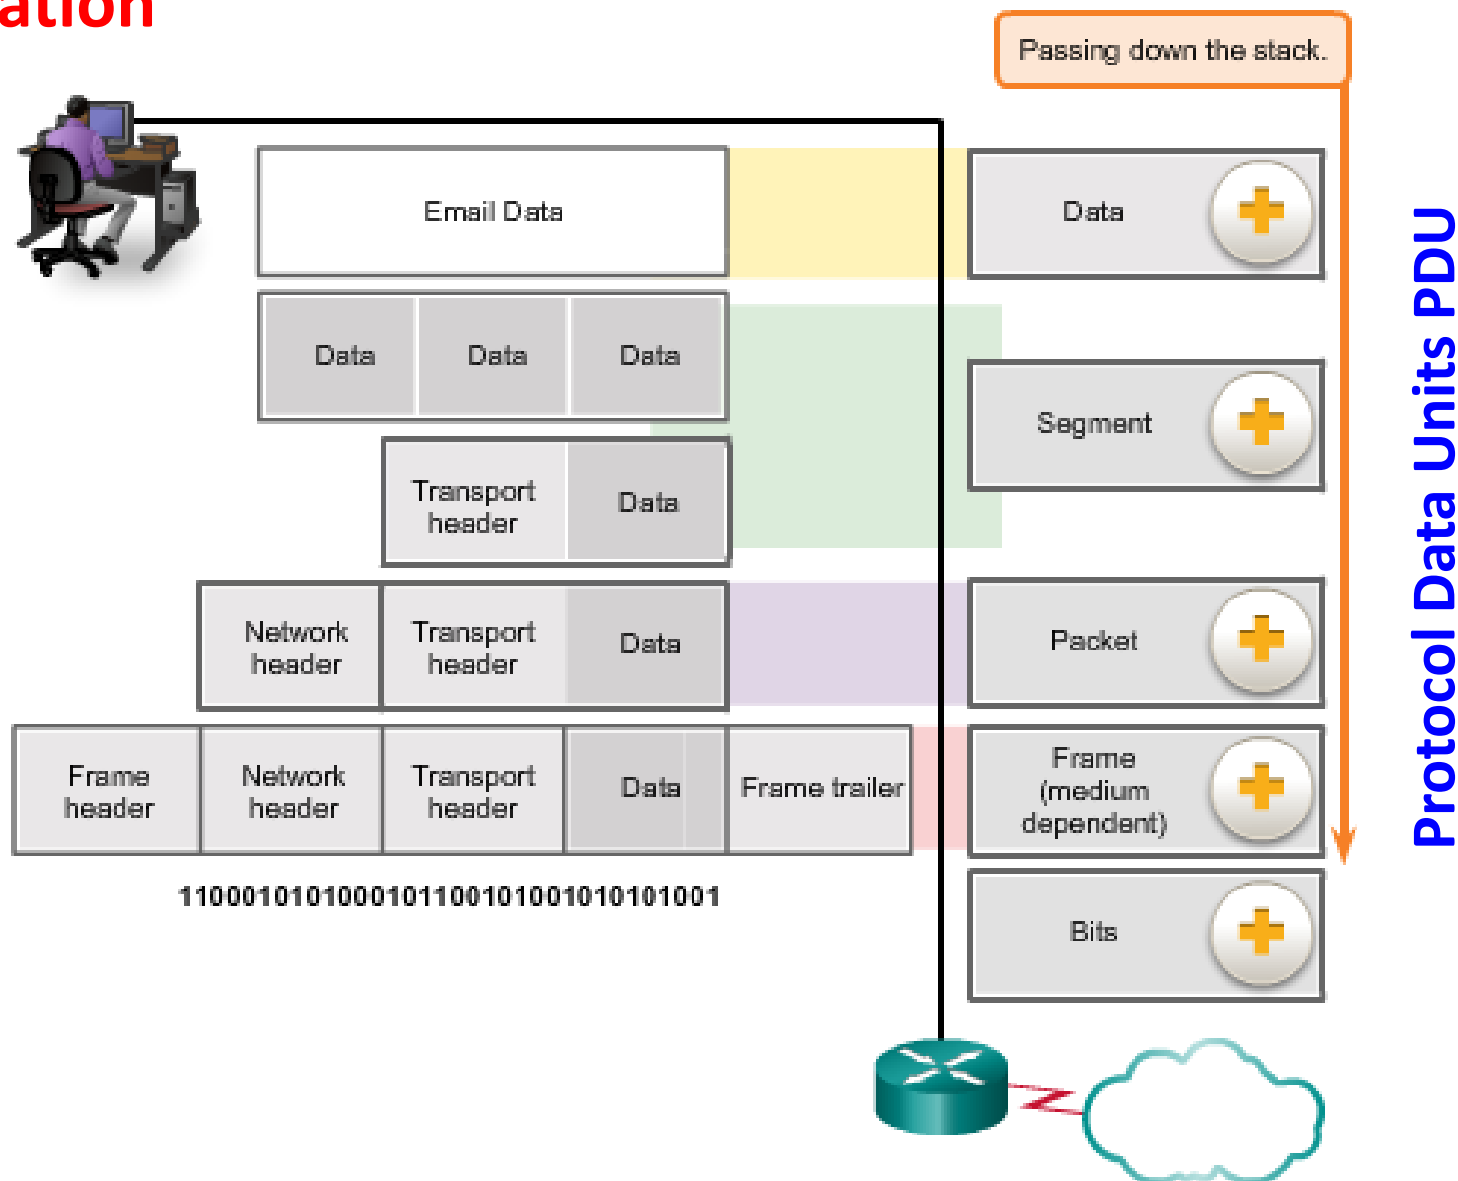 ation
Passing down the stack.
Email Data
Data
Data
Data
Data
Segment
Transport
header
Data
Network
header
Transport
header
Data
Packet
Frame
header
Network
header
Transport
header
Data
Frame trailer
Frame
(medium
dependent)
1100010101000101100101001010101001
Bits
Protocol Data Units PDU